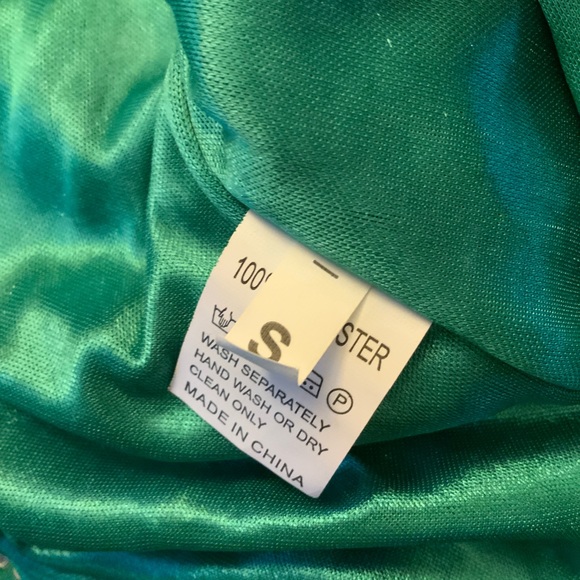 100%
STER
S
WASH SEPARATELY
HAND WASH OR DRY
CLEAN ONLY
MADE IN CHINA
P